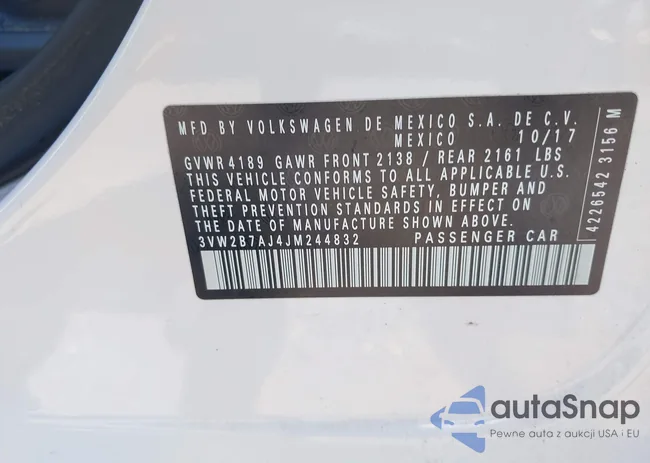 MFD BY VOLKSWAGEN DE MEXICO S.A. DE C.V.
MEXICO 10/17
GVWR 4189 GAWR FRONT 2138 / REAR 2161 LBS
THIS VEHICLE CONFORMS TO ALL APPLICABLE U.S.
FEDERAL MOTOR VEHICLE SAFETY, BUMPER AND
THEFT PREVENTION STANDARDS IN EFFECT ON
THE DATE OF MANUFACTURE SHOWN ABOVE.
3VW2B7AJ4JM244832 PASSENGER CAR
4226542 3156 M
autaSnap
Pewne auta z aukcji USA i EU